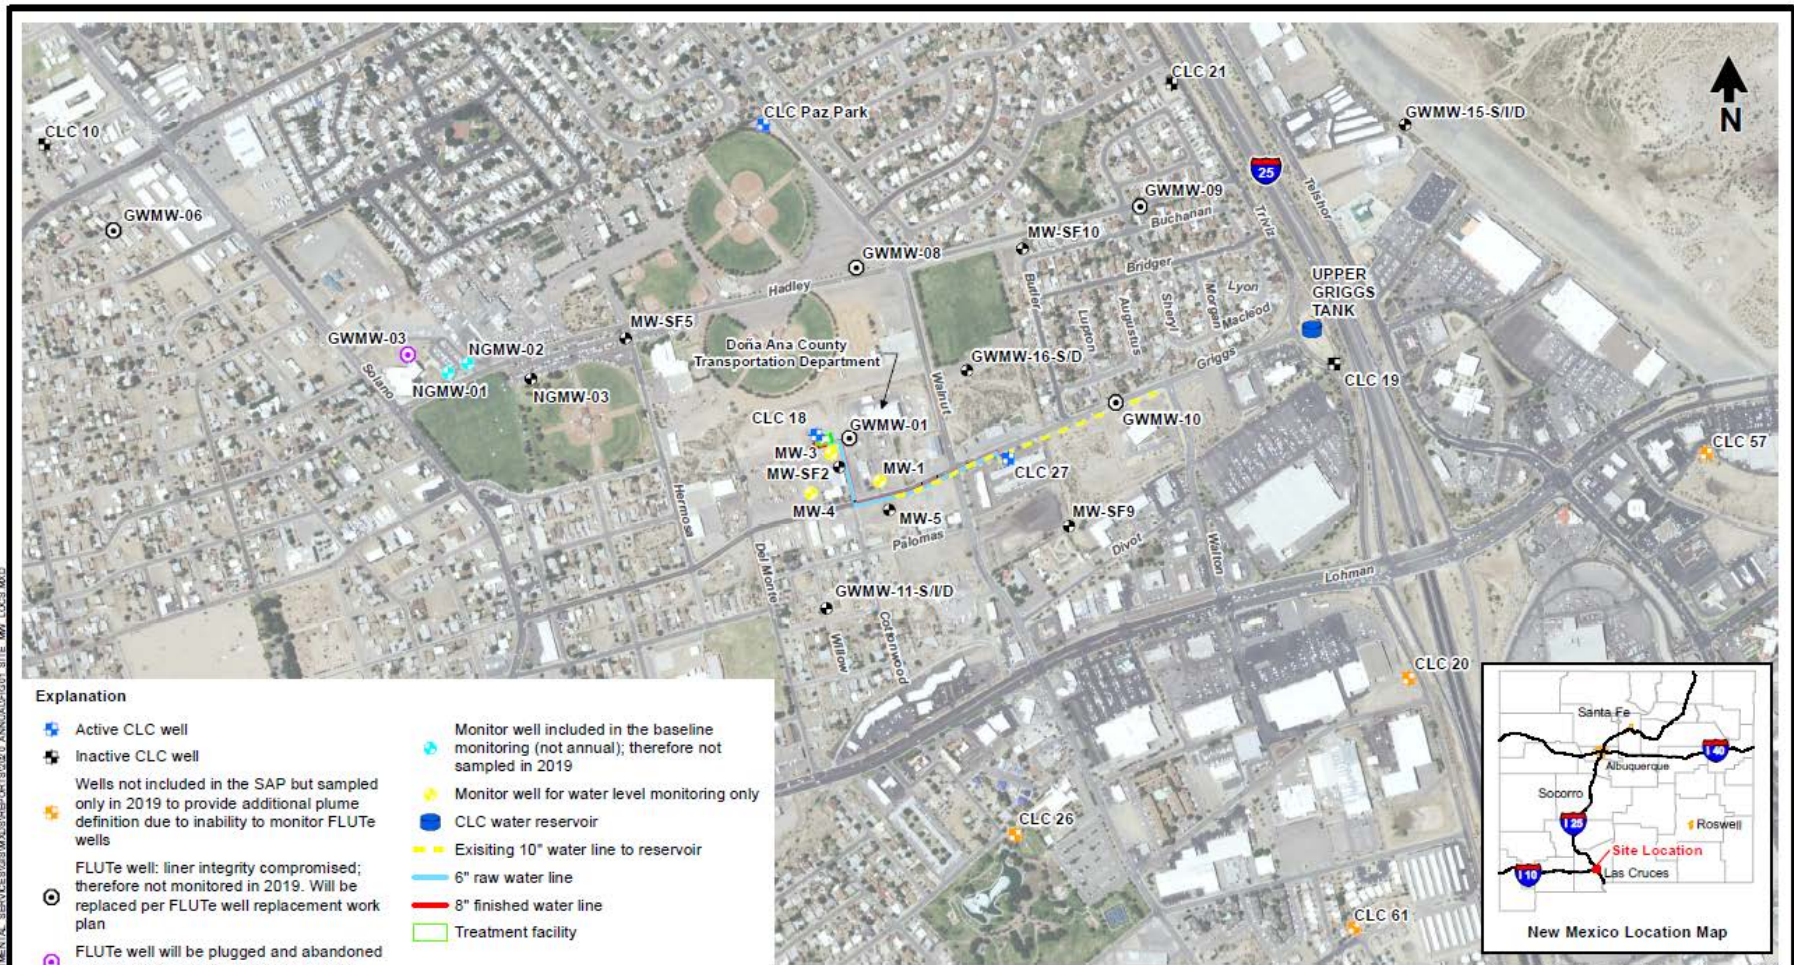 CLC 21
CLC Paz Park
GWMW-15-S/I/D
N
CLC 10
25
Telshor
GWMW-09
Buchanan
Triviz
GWMW-06
MW-SF10
GWMW-08
Bridger
Hadley
Butler
Lyon
UPPER
GRIGGS
TANK
Morgan
Sheryl
Augustus
Lupton
Macleod
MW-SF5
GWMW-03
NGMW-02
Doña Ana County
Transportation Department
GWMW-16-S/D
Griggs
Solano
NGMW-01
NGMW-03
Walnut
CLC 19
CLC 18
GWMW-01
GWMW-10
CLC 57
MW-3
MW-SF2
MW-1
CLC 27
MW-4
MW-5
MW-SF9
Hermosa
Palomas
Divot
Walton
Del Monte
Lohman
GWMW-11-S/I/D
Willow
Cottonwood
CLC 20
CLC 26
CLC 61
Explanation
Active CLC well
Inactive CLC well
Wells not included in the SAP but sampled
only in 2019 to provide additional plume
definition due to inability to monitor FLUTe
wells
FLUTe well: liner integrity compromised;
therefore not monitored in 2019. Will be
replaced per FLUTe well replacement work
plan
FLUTe well will be plugged and abandoned
Monitor well included in the baseline
monitoring (not annual); therefore not
sampled in 2019
Monitor well for water level monitoring only
CLC water reservoir
Exisiting 10" water line to reservoir
6" raw water line
8" finished water line
Treatment facility
Santa Fe
I 40
Albuquerque
Socorro
I 25
Roswell
Site Location
I 10
Las Cruces
New Mexico Location Map